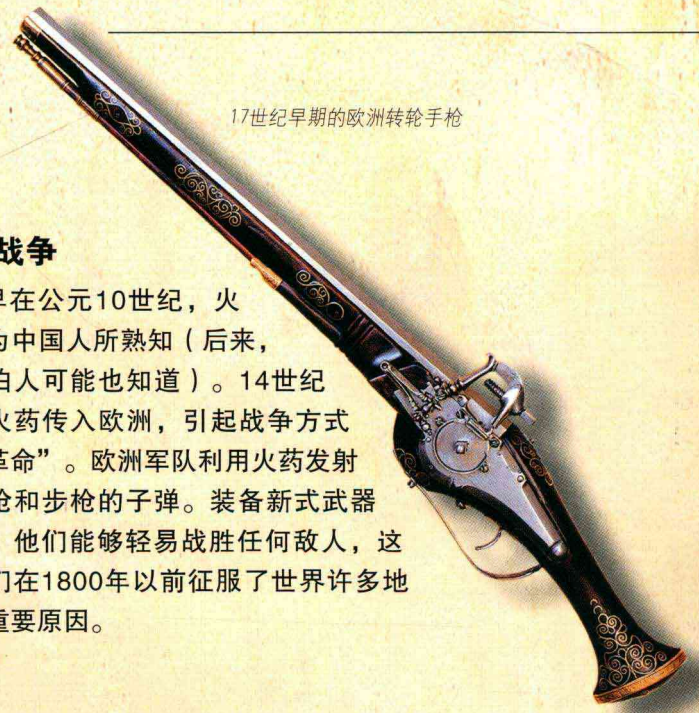 17世纪早期的欧洲转轮手枪
战争
早在公元10世纪，火
为中国人所熟知（后来，
伯人可能也知道）。14世纪
火药传入欧洲，引起战争方式
革命”。欧洲军队利用火药发射
枪和步枪的子弹。装备新式武器
，他们能够轻易战胜任何敌人，这
们在1800年以前征服了世界许多地
重要原因。